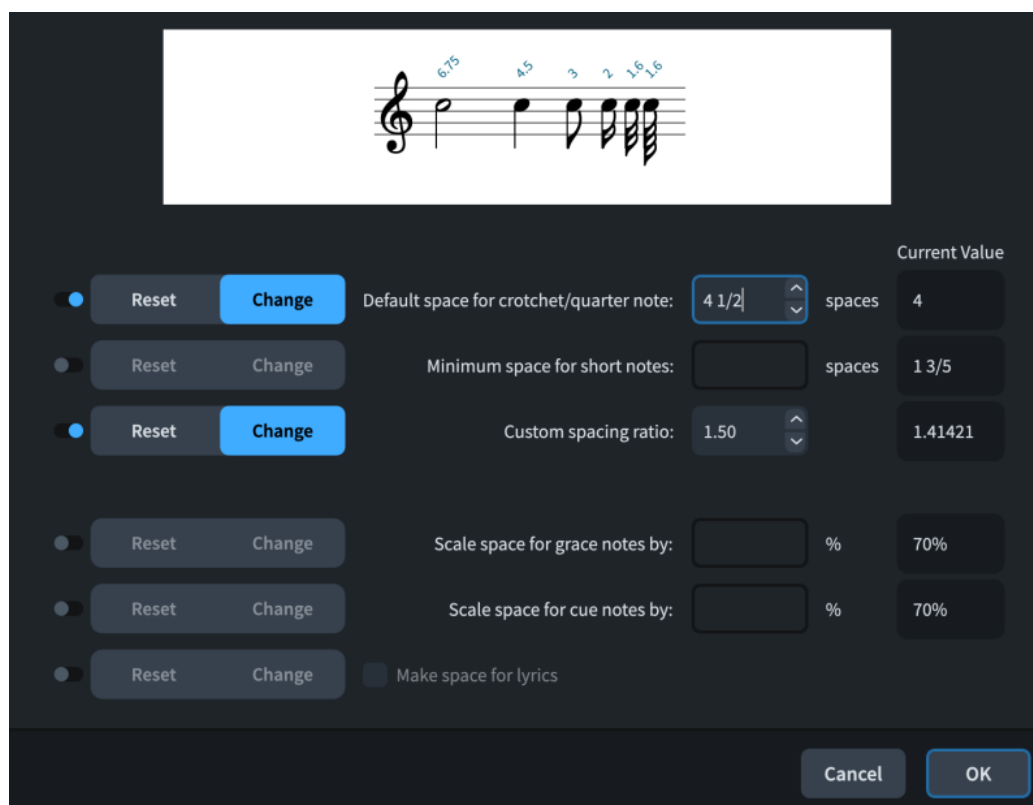 6.75 4.5 3 2 1.6 1.6
Current Value
Reset Change Default space for crotchet/quarter note: 4 1/2 spaces 4
Reset Change Minimum space for short notes: spaces 1 3/5
Reset Change Custom spacing ratio: 1.50 1.41421
Reset Change Scale space for grace notes by: % 70%
Reset Change Scale space for cue notes by: % 70%
Reset Change Make space for lyrics
Cancel OK